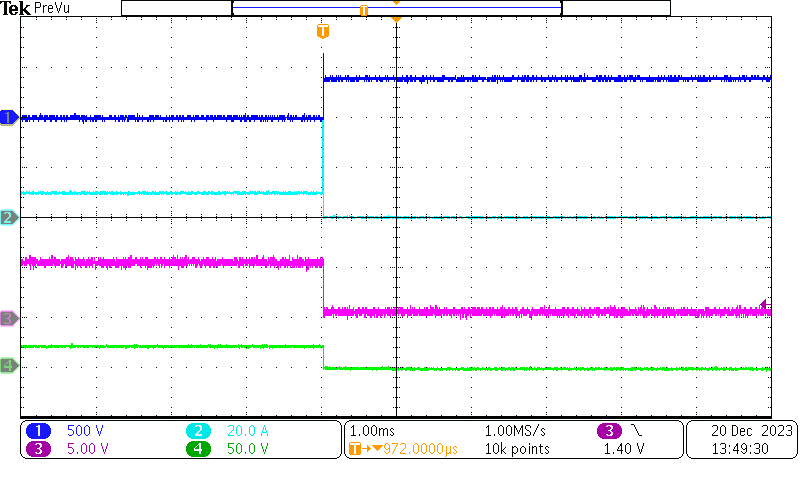 Tek PreVu
T
T
1
2
3
4
1 500 V 2 20.0 A 1.00ms 1.00MS/s 3 20 Dec 2023
3 5.00 V 4 50.0 V T→▼972.0000µs 10k points 1.40 V 13:49:30